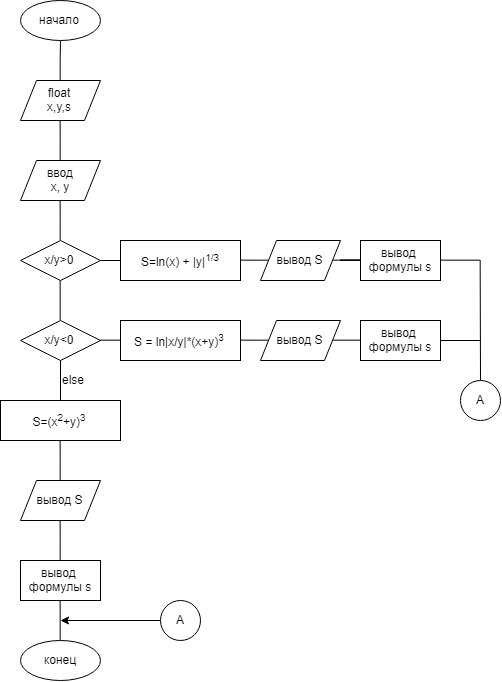 начало
float
x,y,s
ввод
x, y
x/y>0
S=ln(x) + |y|^1/3
вывод S
вывод
формулы s
x/y<0
S = ln|x/y|*(x+y)^3
вывод S
вывод
формулы s
else
A
S=(x^2+y)^3
вывод S
вывод
формулы s
A
конец